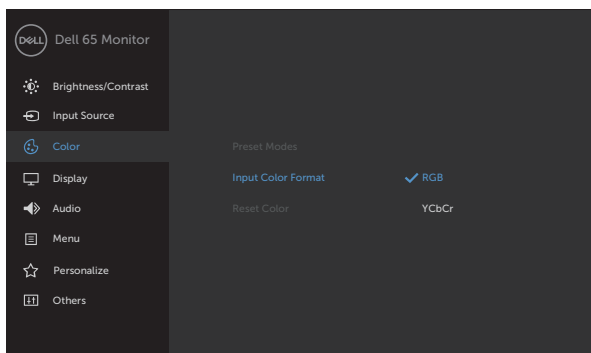 DELL
Dell 65 Monitor
Brightness/Contrast
Input Source
Color
Preset Modes
Display
Input Color Format
RGB
Audio
Reset Color
YCbCr
Menu
Personalize
Others